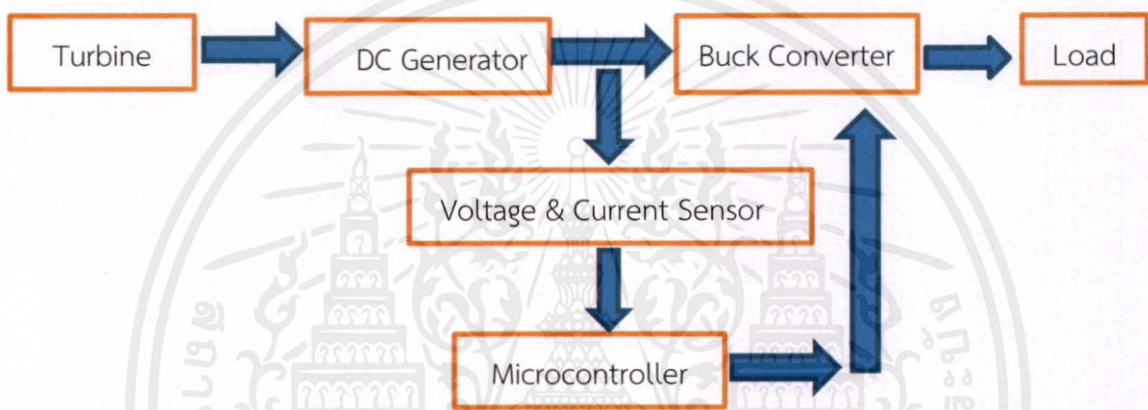 Turbine
DC Generator
Buck Converter
Load
Voltage & Current Sensor
Microcontroller